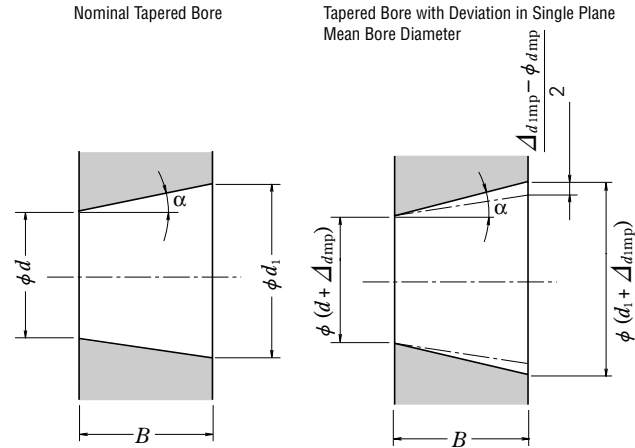 Nominal Tapered Bore
Tapered Bore with Deviation in Single Plane
Mean Bore Diameter
Δd1mp − ϕdmp
2
α
α
ϕd
ϕd₁
ϕ (d + Δdmp)
ϕ (d₁ + Δd1mp)
B
B